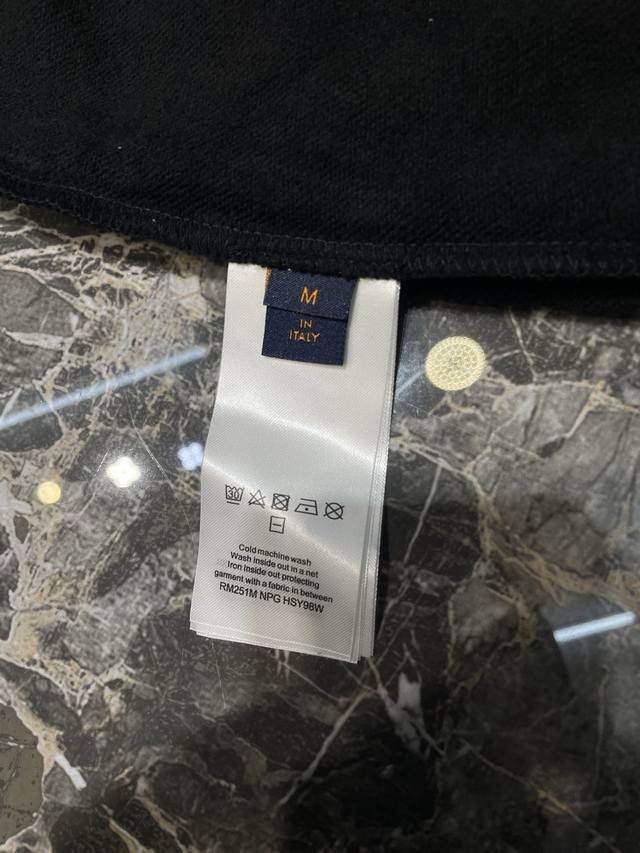 M
IN
ITALY
30
Cold machine wash
Wash inside out in a net
Iron inside out protecting
garment with a fabric in between
RM251M NPG HSY98W